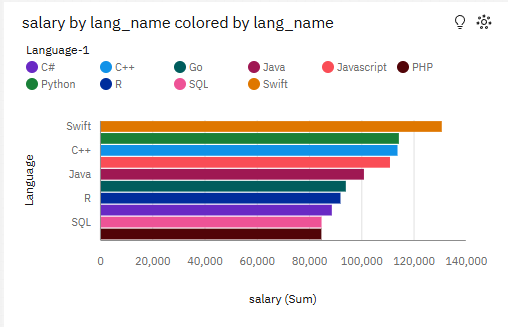 salary by lang_name colored by lang_name
Language-1
C# C++ Go Java Javascript PHP
Python R SQL Swift
Language
Swift
C++
Java
R
SQL
0 20,000 40,000 60,000 80,000 100,000 120,000 140,000
salary (Sum)